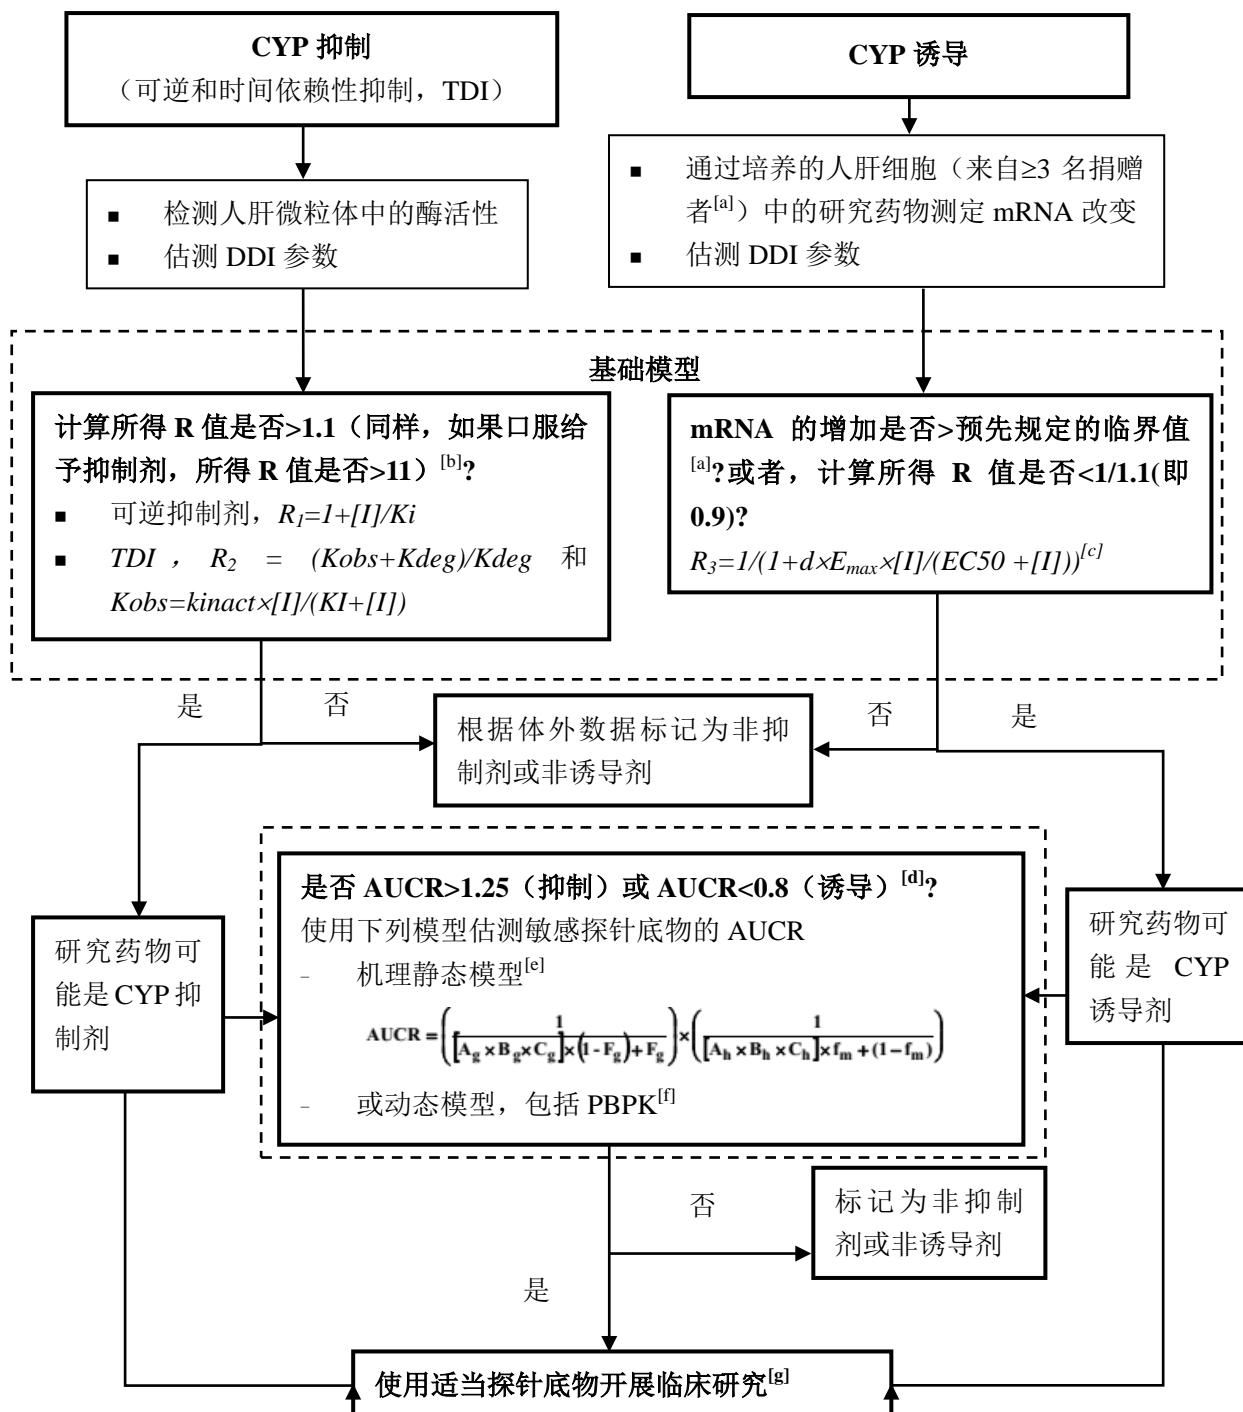 CYP 抑制
（可逆和时间依赖性抑制，TDI）
CYP 诱导
■ 检测人肝微粒体中的酶活性
■ 估测 DDI 参数
■ 通过培养的人肝细胞（来自≥3 名捐赠
者[a]）中的研究药物测定 mRNA 改变
■ 估测 DDI 参数
基础模型
计算所得 R 值是否>1.1（同样，如果口服给
予抑制剂，所得 R 值是否>11）[b]?
■ 可逆抑制剂，R1=1+[I]/Ki
■ TDI ， R2 = (Kobs+Kdeg)/Kdeg 和
Kobs=kinact×[I]/(KI+[I])
mRNA 的增加是否>预先规定的临界值
[a]?或者，计算所得 R 值是否<1/1.1(即
0.9)?
R3=1/(1+d×Emax×[I]/(EC50 +[I]))[c]
是
否
否
是
根据体外数据标记为非抑
制剂或非诱导剂
研究药物可
能是 CYP 抑
制剂
是否 AUCR>1.25（抑制）或 AUCR<0.8（诱导）[d]?
使用下列模型估测敏感探针底物的 AUCR
- 机理静态模型[e]
AUCR = (1/([Ag × Bg × Cg] × (1 - Fg) + Fg)) × (1/([Ah × Bh × Ch] × fm + (1 - fm)))
- 或动态模型，包括 PBPK[f]
研究药物可
能是 CYP
诱导剂
否
标记为非抑制
剂或非诱导剂
是
使用适当探针底物开展临床研究[g]